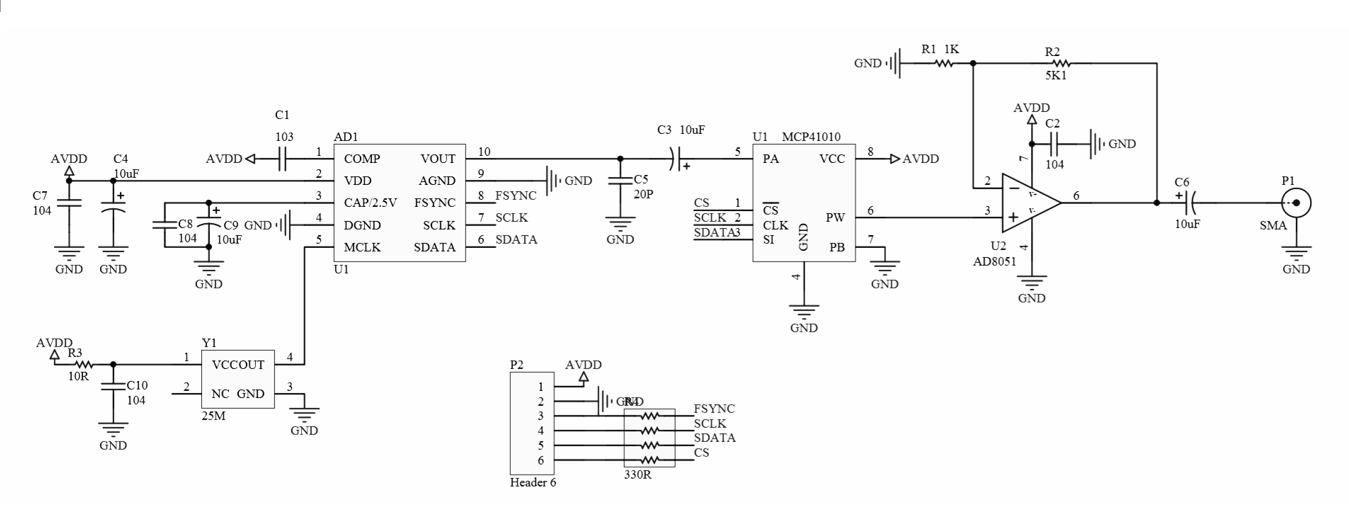 GND
R1 1K
R2
5K1
AVDD
C2
GND
7
104
C1
103
AVDD
AD1
1 COMP
2 VDD
3 CAP/2.5V
4 DGND
5 MCLK
VOUT 10
AGND 9
FSYNC 8 FSYNC
SCLK 7 SCLK
SDATA 6 SDATA
U1
GND
C3 10uF
C5
20P
GND
U1 MCP41010
5 PA
CS 1 CS
SCLK 2 CLK
SDATA3 SI
VCC 8 AVDD
PW 6
PB 7
GND
GND
4
GND
2
3
6
V-
V-
U2
AD8051
4
GND
C6
10uF
P1
SMA
GND
AVDD
C4
10uF
C7
104
GND
GND
C8
104
C9
10uF
GND
GND
AVDD
R3
10R
C10
104
GND
Y1
1 VCCOUT 4
2 NC GND 3
25M
GND
P2
AVDD
1
2 GND
R4
3 FSYNC
4 SCLK
5 SDATA
6 CS
330R
Header 6